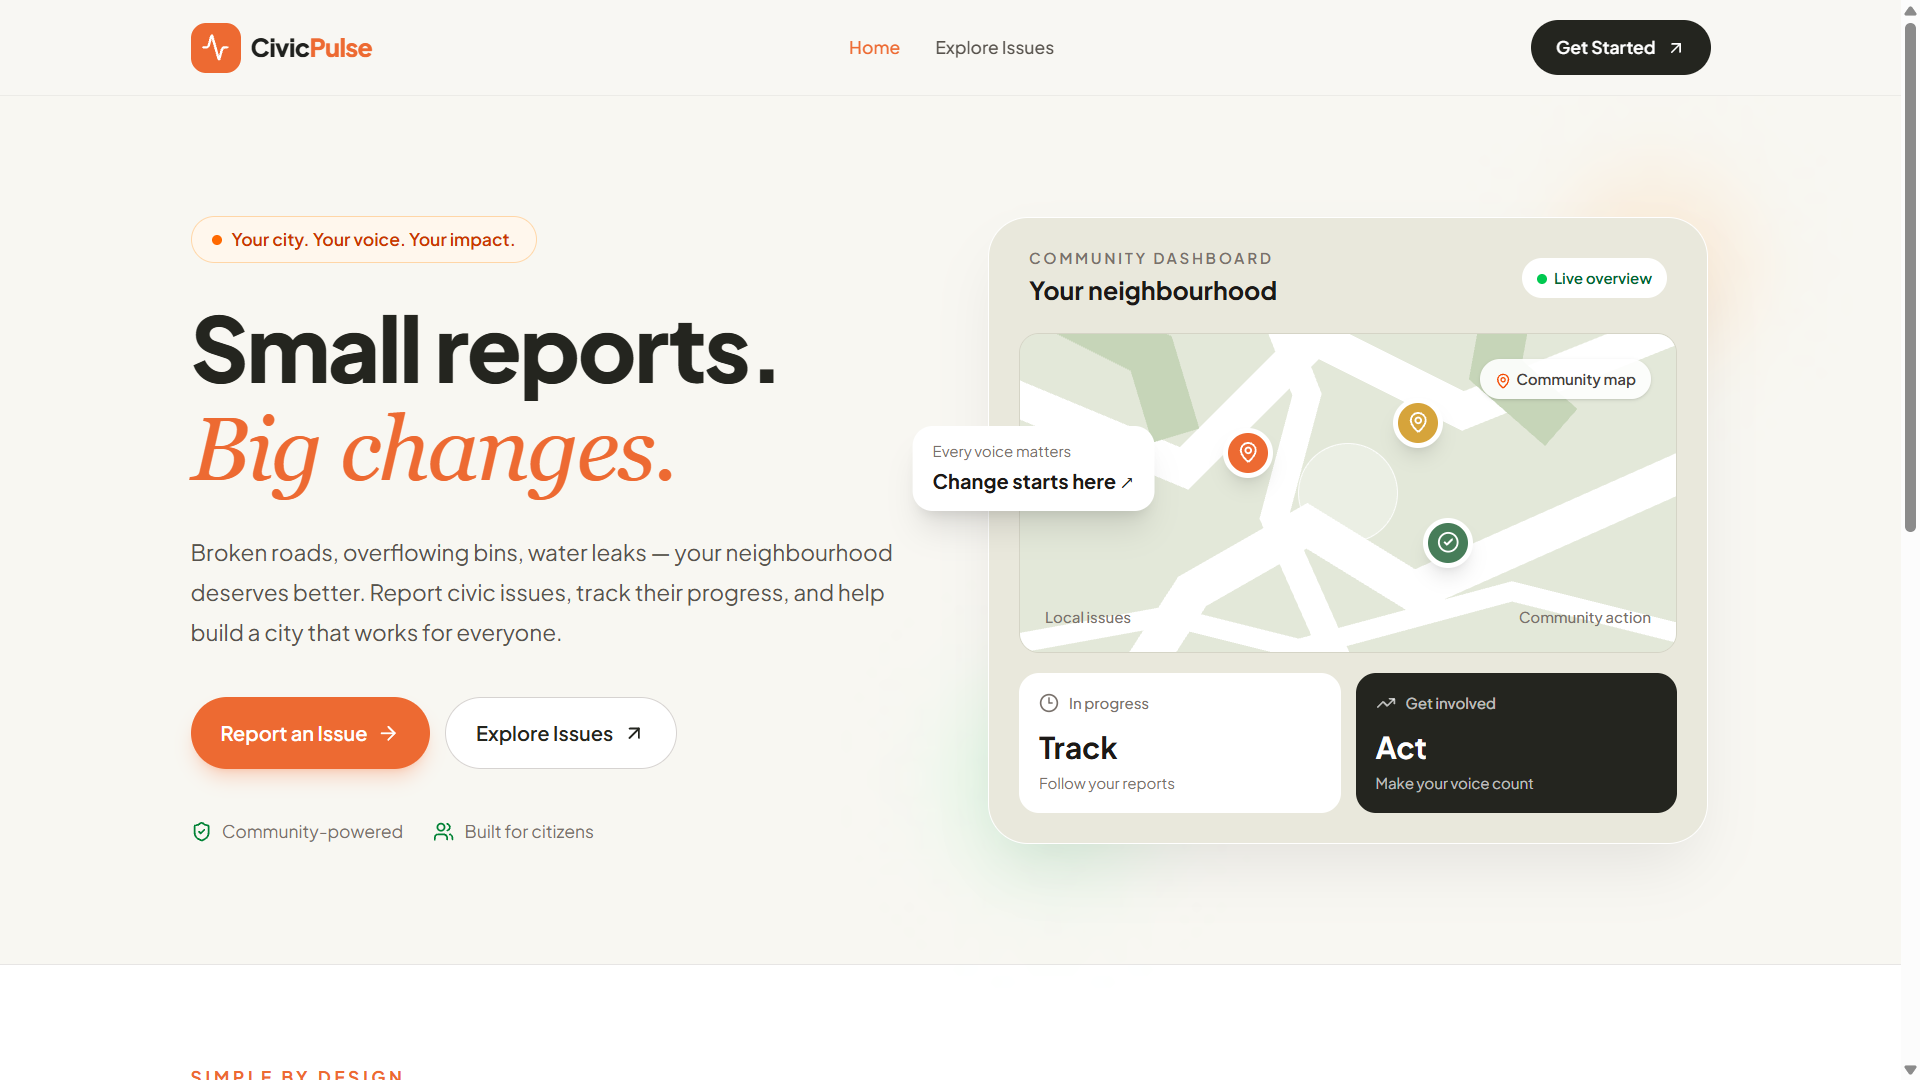 CivicPulse
Home
Explore Issues
Get Started
Your city. Your voice. Your impact.
Small reports.
Big changes.
Broken roads, overflowing bins, water leaks — your neighbourhood
deserves better. Report civic issues, track their progress, and help
build a city that works for everyone.
Report an Issue
Explore Issues
Community-powered
Built for citizens
COMMUNITY DASHBOARD
Your neighbourhood
Live overview
Community map
Every voice matters
Change starts here ↗
Local issues
Community action
In progress
Track
Follow your reports
Get involved
Act
Make your voice count
SIMPLE BY DESIGN